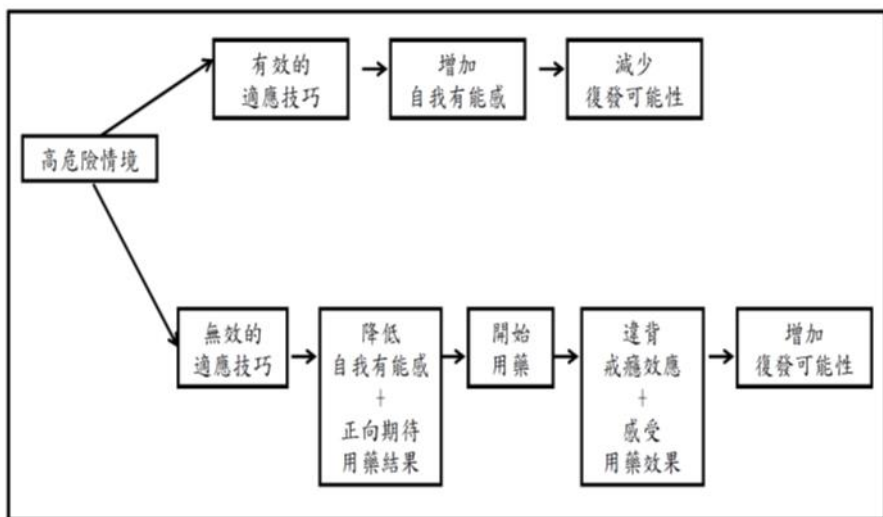 高危險情境
有效的
適應技巧
增加
自我有能感
減少
復發可能性
無效的
適應技巧
降低
自我有能感
+
正向期待
用藥結果
開始
用藥
違背
戒癮效應
+
感受
用藥效果
增加
復發可能性